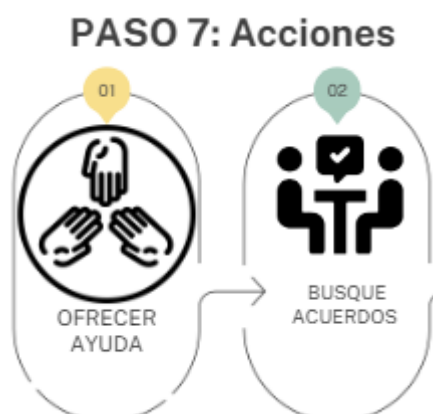 PASO 7: Acciones
01
02
OFRECER
AYUDA
BUSQUE
ACUERDOS